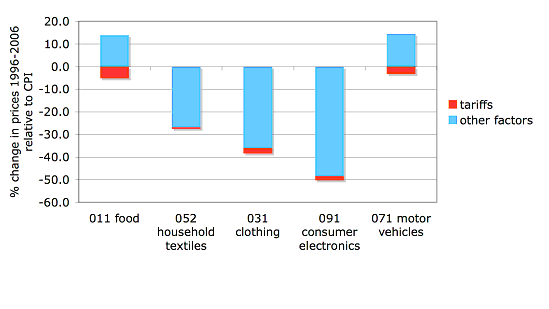 % change in prices 1996-2006
relative to CPI
20.0
10.0
0.0
-10.0
-20.0
-30.0
-40.0
-50.0
-60.0
011 food
052
household
textiles
031
clothing
091
consumer
electronics
071 motor
vehicles
tariffs
other factors